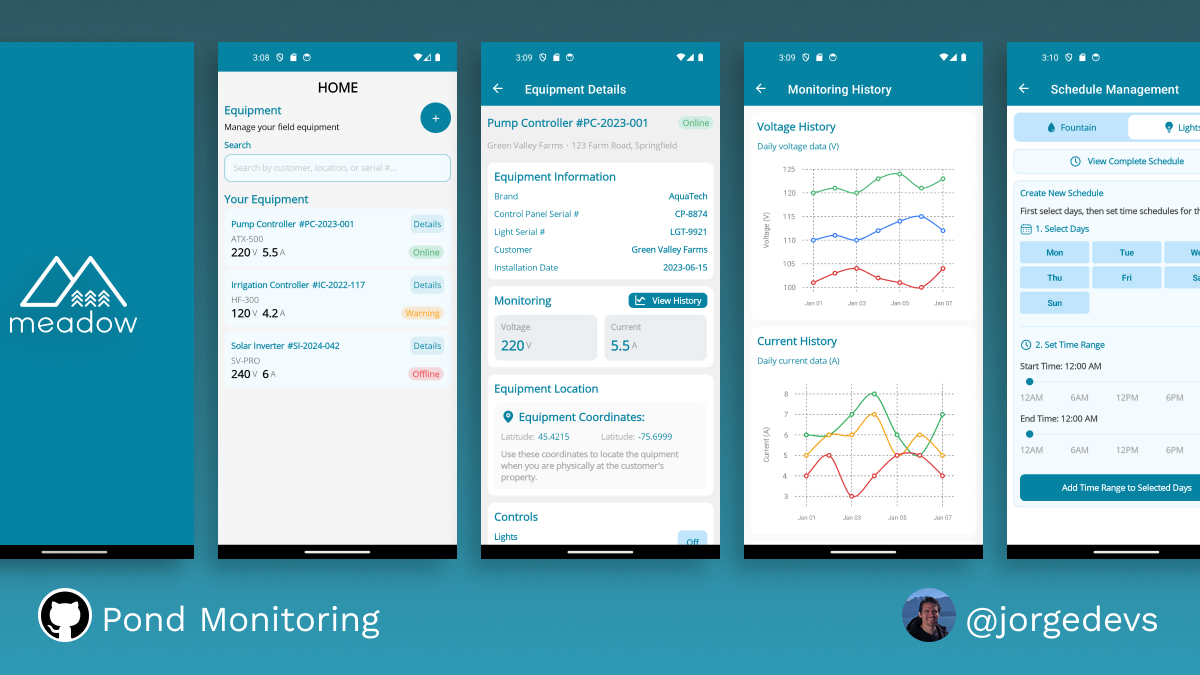 meadow
3:08
HOME
Equipment
Manage your field equipment
+
Search
Search by customer, location, or serial #...
Your Equipment
Pump Controller #PC-2023-001
Details
ATX-500
220 V 5.5 A
Online
Irrigation Controller #IC-2022-117
Details
HF-300
120 V 4.2 A
Warning
Solar Inverter #SI-2024-042
Details
SV-PRO
240 V 6 A
Offline
3:09
Equipment Details
Pump Controller #PC-2023-001
Online
Green Valley Farms · 123 Farm Road, Springfield
Equipment Information
Brand AquaTech
Control Panel Serial # CP-8874
Light Serial # LGT-9921
Customer Green Valley Farms
Installation Date 2023-06-15
Monitoring
View History
Voltage
220 V
Current
5.5 A
Equipment Location
Equipment Coordinates:
Latitude: 45.4215 Latitude: -75.6999
Use these coordinates to locate the quipment
when you are physically at the customer's
property.
Controls
Lights
Off
3:09
Monitoring History
Voltage History
Daily voltage data (V)
Voltage (V)
125
120
115
110
105
100
Jan 01 Jan 03 Jan 05 Jan 07
Current History
Daily current data (A)
Current (A)
8
7
6
5
4
3
Jan 01 Jan 03 Jan 05 Jan 07
3:10
Schedule Management
Fountain
Lights
View Complete Schedule
Create New Schedule
First select days, then set time schedules for th
1. Select Days
Mon Tue We
Thu Fri Sa
Sun
2. Set Time Range
Start Time: 12:00 AM
12AM 6AM 12PM 6PM
End Time: 12:00 AM
12AM 6AM 12PM 6PM
Add Time Range to Selected Days
Pond Monitoring
@jorgedevs